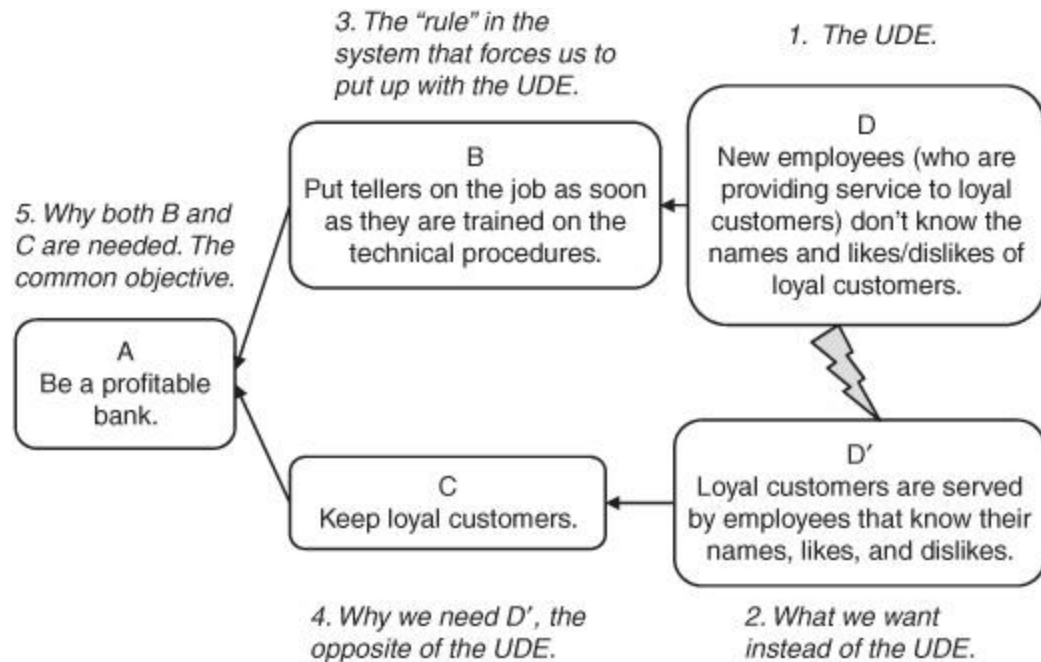 3. The “rule” in the
system that forces us to
put up with the UDE.
1. The UDE.
B
Put tellers on the job as soon
as they are trained on the
technical procedures.
D
New employees (who are
providing service to loyal
customers) don’t know the
names and likes/dislikes of
loyal customers.
5. Why both B and
C are needed. The
common objective.
A
Be a profitable
bank.
C
Keep loyal customers.
D′
Loyal customers are served
by employees that know their
names, likes, and dislikes.
4. Why we need D′, the
opposite of the UDE.
2. What we want
instead of the UDE.